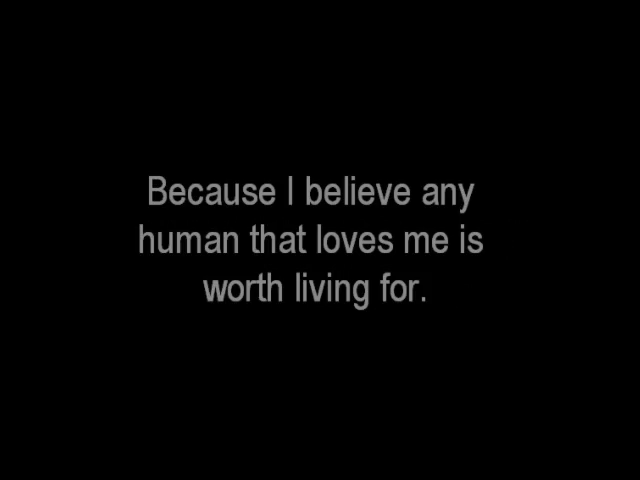 Because I believe any
human that loves me is
worth living for.